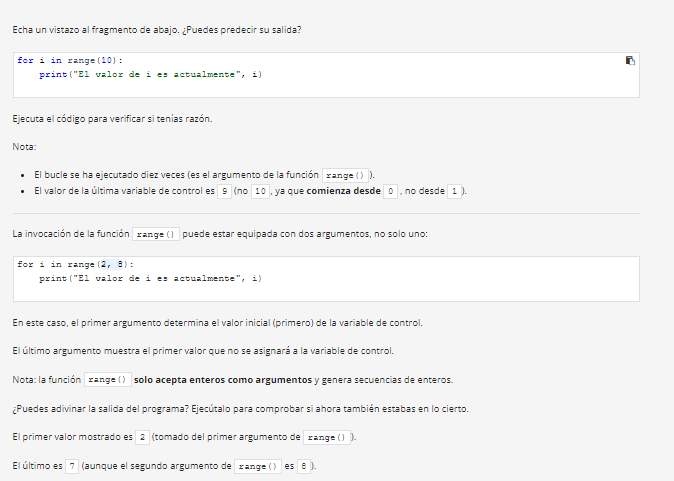 Echa un vistazo al fragmento de abajo. ¿Puedes predecir su salida?
for i in range(10):
    print("El valor de i es actualmente", i)
Ejecuta el código para verificar si tenías razón.
Nota:
• El bucle se ha ejecutado diez veces (es el argumento de la función range() ).
• El valor de la última variable de control es 9 (no 10 , ya que comienza desde 0 , no desde 1 ).
La invocación de la función range() puede estar equipada con dos argumentos, no solo uno:
for i in range(2, 8):
    print("El valor de i es actualmente", i)
En este caso, el primer argumento determina el valor inicial (primero) de la variable de control.
El último argumento muestra el primer valor que no se asignará a la variable de control.
Nota: la función range() solo acepta enteros como argumentos y genera secuencias de enteros.
¿Puedes adivinar la salida del programa? Ejecútalo para comprobar si ahora también estabas en lo cierto.
El primer valor mostrado es 2 (tomado del primer argumento de range() ).
El último es 7 (aunque el segundo argumento de range() es 8 ).